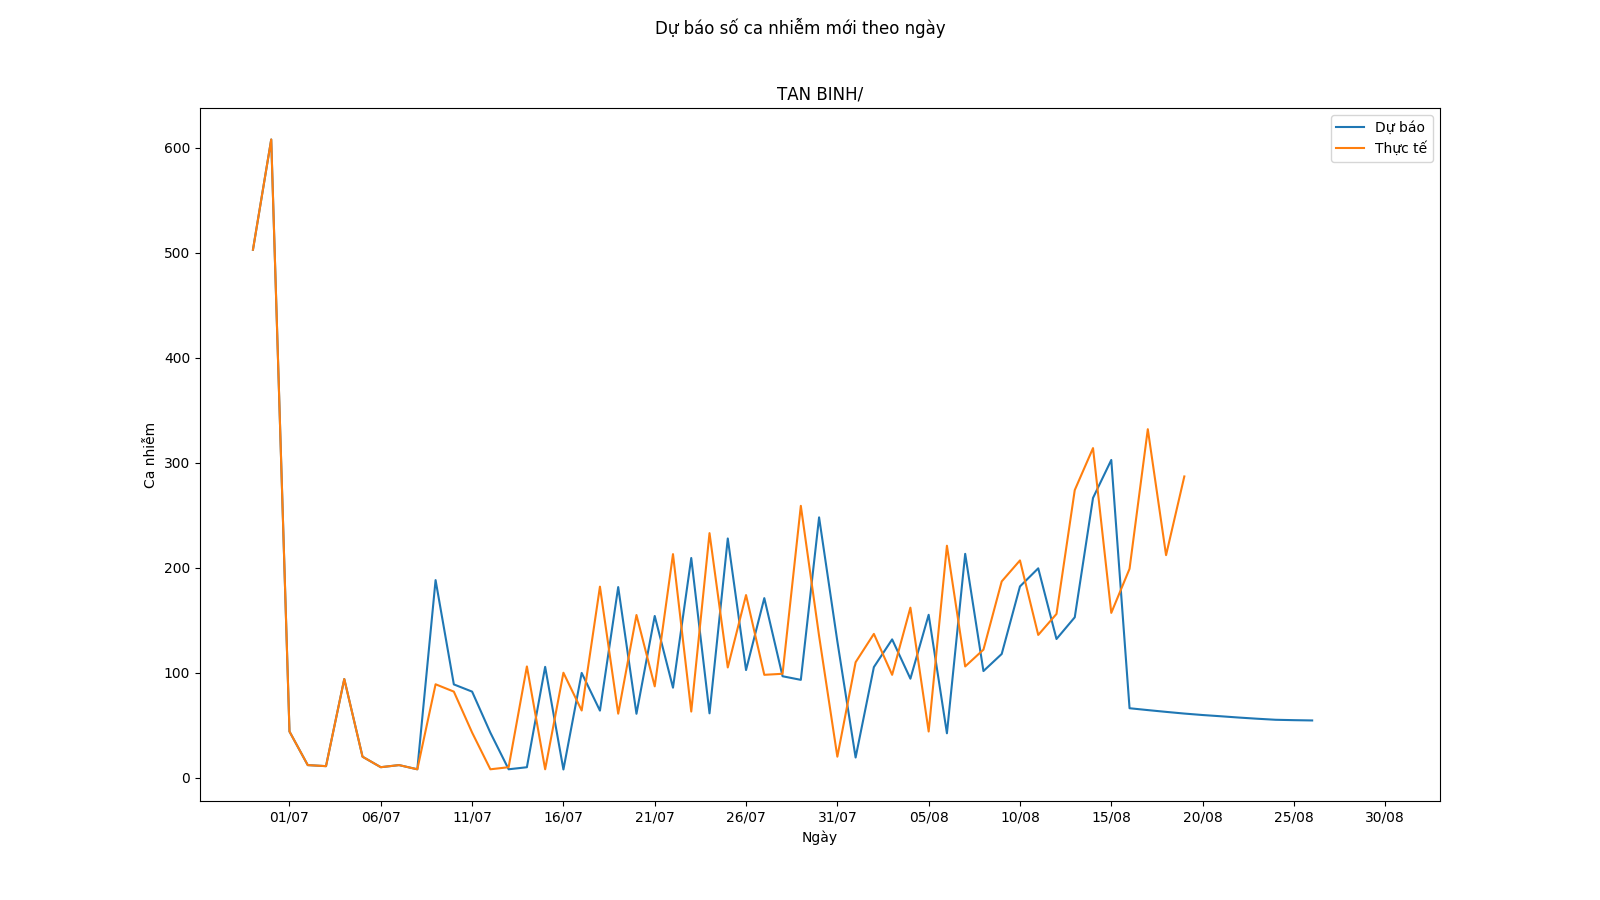 Dự báo số ca nhiễm mới theo ngày
TAN BINH/
Dự báo
Thực tế
600
500
400
300
200
100
0
Ca nhiễm
01/07 06/07 11/07 16/07 21/07 26/07 31/07 05/08 10/08 15/08 20/08 25/08 30/08
Ngày